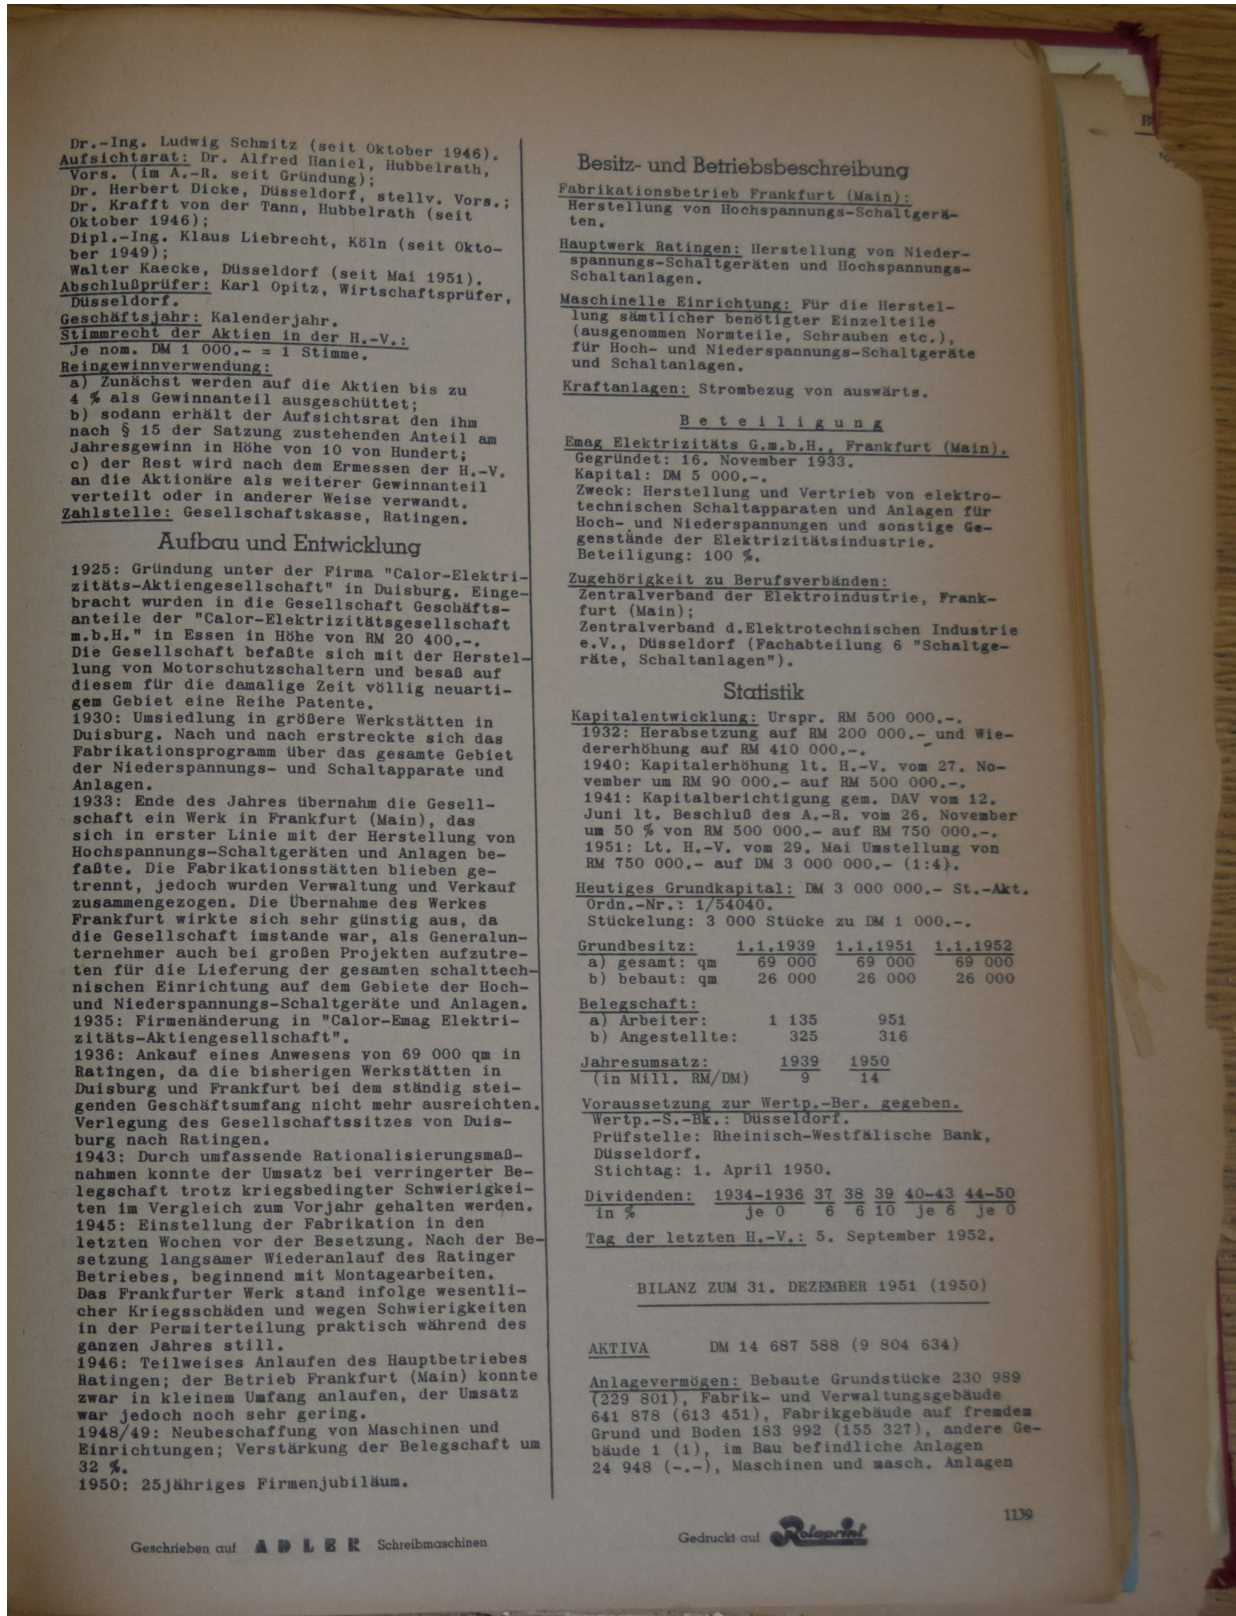 Dr.-Ing. Ludwig Schmitz (seit Oktober 1946).
Aufsichtsrat: Dr. Alfred Haniel, Hubbelrath,
Vors. (im A.-R. seit Gründung);
Dr. Herbert Dicke, Düsseldorf, stellv. Vors.;
Dr. Krafft von der Tann, Hubbelrath (seit
Oktober 1946);
Dipl.-Ing. Klaus Liebrecht, Köln (seit Okto-
ber 1949);
Walter Kaecke, Düsseldorf (seit Mai 1951).
Abschlußprüfer: Karl Opitz, Wirtschaftsprüfer,
Düsseldorf.
Geschäftsjahr: Kalenderjahr.
Stimmrecht der Aktien in der H.-V.:
Je nom. DM 1 000.- = 1 Stimme.
Reingewinnverwendung:
a) Zunächst werden auf die Aktien bis zu
4 % als Gewinnanteil ausgeschüttet;
b) sodann erhält der Aufsichtsrat den ihm
nach § 15 der Satzung zustehenden Anteil am
Jahresgewinn in Höhe von 10 von Hundert;
c) der Rest wird nach dem Ermessen der H.-V.
an die Aktionäre als weiterer Gewinnanteil
verteilt oder in anderer Weise verwandt.
Zahlstelle: Gesellschaftskasse, Ratingen.
Aufbau und Entwicklung
1925: Gründung unter der Firma "Calor-Elektri-
zitäts-Aktiengesellschaft" in Duisburg. Einge-
bracht wurden in die Gesellschaft Geschäfts-
anteile der "Calor-Elektrizitätsgesellschaft
m.b.H." in Essen in Höhe von RM 20 400.-.
Die Gesellschaft befaßte sich mit der Herstel-
lung von Motorschutzschaltern und besaß auf
diesem für die damalige Zeit völlig neuarti-
gem Gebiet eine Reihe Patente.
1930: Umsiedlung in größere Werkstätten in
Duisburg. Nach und nach erstreckte sich das
Fabrikationsprogramm über das gesamte Gebiet
der Niederspannungs- und Schaltapparate und
Anlagen.
1933: Ende des Jahres übernahm die Gesell-
schaft ein Werk in Frankfurt (Main), das
sich in erster Linie mit der Herstellung von
Hochspannungs-Schaltgeräten und Anlagen be-
faßte. Die Fabrikationsstätten blieben ge-
trennt, jedoch wurden Verwaltung und Verkauf
zusammengezogen. Die Übernahme des Werkes
Frankfurt wirkte sich sehr günstig aus, da
die Gesellschaft imstande war, als Generalun-
ternehmer auch bei großen Projekten aufzutre-
ten für die Lieferung der gesamten schalttech-
nischen Einrichtung auf dem Gebiete der Hoch-
und Niederspannungs-Schaltgeräte und Anlagen.
1935: Firmenänderung in "Calor-Emag Elektri-
zitäts-Aktiengesellschaft".
1936: Ankauf eines Anwesens von 69 000 qm in
Ratingen, da die bisherigen Werkstätten in
Duisburg und Frankfurt bei dem ständig stei-
genden Geschäftsumfang nicht mehr ausreichten.
Verlegung des Gesellschaftssitzes von Duis-
burg nach Ratingen.
1943: Durch umfassende Rationalisierungsmaß-
nahmen konnte der Umsatz bei verringerter Be-
legschaft trotz kriegsbedingter Schwierigkei-
ten im Vergleich zum Vorjahr gehalten werden.
1945: Einstellung der Fabrikation in den
letzten Wochen vor der Besetzung. Nach der Be-
setzung langsamer Wiederanlauf des Ratinger
Betriebes, beginnend mit Montagearbeiten.
Das Frankfurter Werk stand infolge wesentli-
cher Kriegsschäden und wegen Schwierigkeiten
in der Permiterteilung praktisch während des
ganzen Jahres still.
1946: Teilweises Anlaufen des Hauptbetriebes
Ratingen; der Betrieb Frankfurt (Main) konnte
zwar in kleinem Umfang anlaufen, der Umsatz
war jedoch noch sehr gering.
1948/49: Neubeschaffung von Maschinen und
Einrichtungen; Verstärkung der Belegschaft um
32 %.
1950: 25jähriges Firmenjubiläum.
Besitz- und Betriebsbeschreibung
Fabrikationsbetrieb Frankfurt (Main):
Herstellung von Hochspannungs-Schaltgerä-
ten.
Hauptwerk Ratingen: Herstellung von Nieder-
spannungs-Schaltgeräten und Hochspannungs-
Schaltanlagen.
Maschinelle Einrichtung: Für die Herstel-
lung sämtlicher benötigter Einzelteile
(ausgenommen Normteile, Schrauben etc.),
für Hoch- und Niederspannungs-Schaltgeräte
und Schaltanlagen.
Kraftanlagen: Strombezug von auswärts.
Beteiligung
Emag Elektrizitäts G.m.b.H., Frankfurt (Main).
Gegründet: 16. November 1933.
Kapital: DM 5 000.-.
Zweck: Herstellung und Vertrieb von elektro-
technischen Schaltapparaten und Anlagen für
Hoch- und Niederspannungen und sonstige Ge-
genstände der Elektrizitätsindustrie.
Beteiligung: 100 %.
Zugehörigkeit zu Berufsverbänden:
Zentralverband der Elektroindustrie, Frank-
furt (Main);
Zentralverband d.Elektrotechnischen Industrie
e.V., Düsseldorf (Fachabteilung 6 "Schaltge-
räte, Schaltanlagen").
Statistik
Kapitalentwicklung: Urspr. RM 500 000.-.
1932: Herabsetzung auf RM 200 000.- und Wie-
dererhöhung auf RM 410 000.-.
1940: Kapitalerhöhung lt. H.-V. vom 27. No-
vember um RM 90 000.- auf RM 500 000.-.
1941: Kapitalberichtigung gem. DAV vom 12.
Juni lt. Beschluß des A.-R. vom 26. November
um 50 % von RM 500 000.- auf RM 750 000.-.
1951: Lt. H.-V. vom 29. Mai Umstellung von
RM 750 000.- auf DM 3 000 000.- (1:4).
Heutiges Grundkapital: DM 3 000 000.- St.-Akt.
Ordn.-Nr.: 1/54040.
Stückelung: 3 000 Stücke zu DM 1 000.-.
Grundbesitz: 1.1.1939 1.1.1951 1.1.1952
a) gesamt: qm 69 000 69 000 69 000
b) bebaut: qm 26 000 26 000 26 000
Belegschaft:
a) Arbeiter: 1 135 951
b) Angestellte: 325 316
Jahresumsatz: 1939 1950
(in Mill. RM/DM) 9 14
Voraussetzung zur Wertp.-Ber. gegeben.
Wertp.-S.-Bk.: Düsseldorf.
Prüfstelle: Rheinisch-Westfälische Bank,
Düsseldorf.
Stichtag: 1. April 1950.
Dividenden: 1934-1936 37 38 39 40-43 44-50
in % je 0 6 6 10 je 6 je 0
Tag der letzten H.-V.: 5. September 1952.
BILANZ ZUM 31. DEZEMBER 1951 (1950)
AKTIVA DM 14 687 588 (9 804 634)
Anlagevermögen: Bebaute Grundstücke 230 989
(229 801), Fabrik- und Verwaltungsgebäude
641 878 (613 451), Fabrikgebäude auf fremdem
Grund und Boden 183 992 (155 327), andere Ge-
bäude 1 (1), im Bau befindliche Anlagen
24 948 (-.-), Maschinen und masch. Anlagen
1139
Geschrieben auf ADLER Schreibmaschinen
Gedruckt auf Rotaprint
B